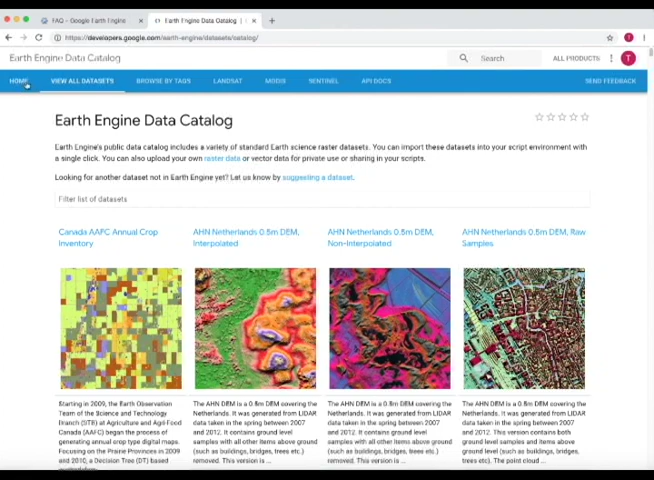 FAQ – Google Earth Engine
Earth Engine Data Catalog
https://developers.google.com/earth-engine/datasets/catalog/
Earth Engine Data Catalog
Search
ALL PRODUCTS
T
HOME
VIEW ALL DATASETS
BROWSE BY TAGS
LANDSAT
MODIS
SENTINEL
API DOCS
SEND FEEDBACK
Earth Engine Data Catalog
Earth Engine's public data catalog includes a variety of standard Earth science raster datasets. You can import these datasets into your script environment with
a single click. You can also upload your own raster data or vector data for private use or sharing in your scripts.
Looking for another dataset not in Earth Engine yet? Let us know by suggesting a dataset.
Filter list of datasets
Canada AAFC Annual Crop
Inventory
AHN Netherlands 0.5m DEM,
Interpolated
AHN Netherlands 0.5m DEM,
Non-Interpolated
AHN Netherlands 0.5m DEM, Raw
Samples
Starting in 2009, the Earth Observation
Team of the Science and Technology
Branch (STB) at Agriculture and Agri-Food
Canada (AAFC) began the process of
generating annual crop type digital maps.
Focusing on the Prairie Provinces in 2009
and 2010, a Decision Tree (DT) based
The AHN DEM is a 0.5m DEM covering the
Netherlands. It was generated from LIDAR
data taken in the spring between 2007
and 2012. It contains ground level
samples with all other items above ground
(such as buildings, bridges, trees etc.)
removed. This version is ...
The AHN DEM is a 0.5m DEM covering the
Netherlands. It was generated from LIDAR
data taken in the spring between 2007
and 2012. It contains ground level
samples with all other items above ground
(such as buildings, bridges, trees etc.)
removed. This version is ...
The AHN DEM is a 0.5m DEM covering the
Netherlands. It was generated from LIDAR
data taken in the spring between 2007
and 2012. This version contains both
ground level samples and items above
ground level (such as buildings, bridges,
trees etc). The point cloud ...